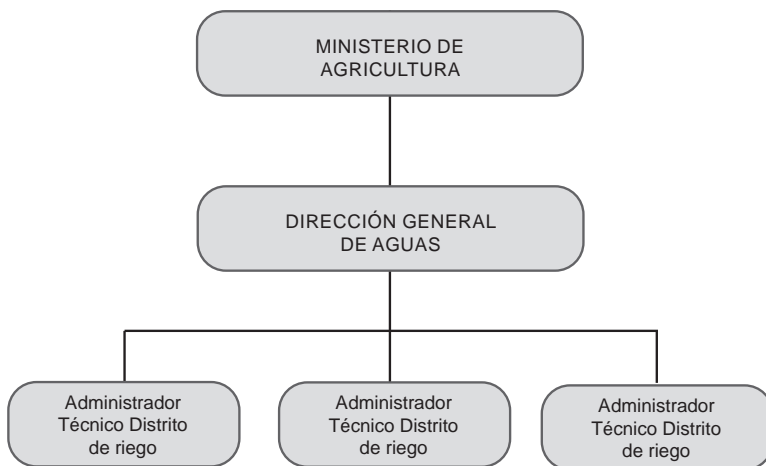 MINISTERIO DE
AGRICULTURA
DIRECCIÓN GENERAL
DE AGUAS
Administrador
Técnico Distrito
de riego
Administrador
Técnico Distrito
de riego
Administrador
Técnico Distrito
de riego